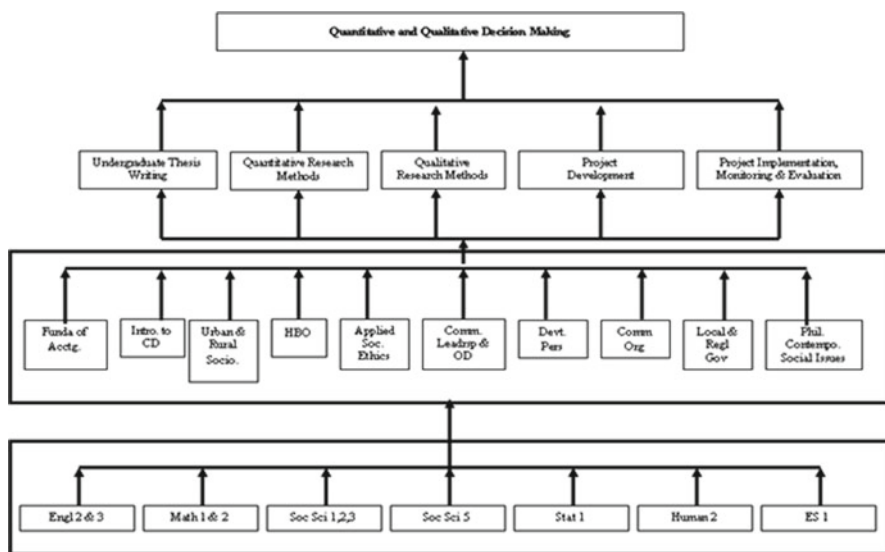 Quantitative and Qualitative Decision Making
Undergraduate Thesis
Writing
Quantitative Research
Methods
Qualitative
Research Methods
Project
Development
Project Implementation,
Monitoring & Evaluation
Funda of
Acctg.
Intro. to
CD
Urban &
Rural
Socio.
HBO
Applied
Soc.
Ethics
Comm.
Leadrsp &
OD
Devt.
Pers
Comm
Org
Local &
Regl
Gov
Phil.
Contempo.
Social Issues
Engl 2 & 3
Math 1 & 2
Soc Sci 1,2,3
Soc Sci 5
Stat 1
Human 2
ES 1